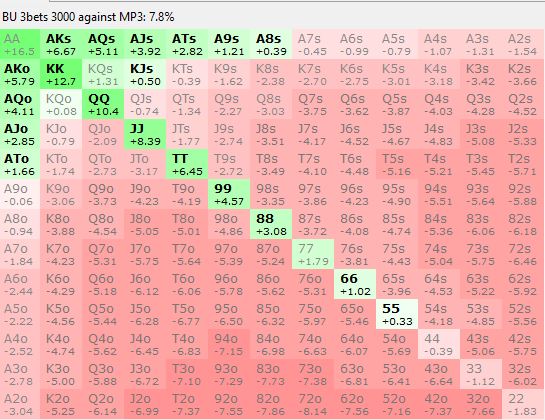 BU 3bets 3000 against MP3: 7.8%
AA AKs AQs AJs ATs A9s A8s A7s A6s A5s A4s A3s A2s
+16.5 +6.67 +5.11 +3.92 +2.82 +1.21 +0.39 -0.45 -0.99 -0.79 -1.07 -1.31 -1.54
AKo KK KQs KJs KTs K9s K8s K7s K6s K5s K4s K3s K2s
+5.79 +12.7 +1.31 +0.50 -0.39 -1.62 -2.38 -2.70 -2.75 -3.01 -3.18 -3.42 -3.66
AQo KQo QQ QJs QTs Q9s Q8s Q7s Q6s Q5s Q4s Q3s Q2s
+4.11 +0.08 +10.4 -0.74 -1.34 -2.27 -3.03 -3.75 -3.62 -3.87 -4.03 -4.28 -4.52
AJo KJo QJo JJ JTs J9s J8s J7s J6s J5s J4s J3s J2s
+2.85 -0.79 -2.09 +8.39 -1.77 -2.74 -3.51 -4.17 -4.52 -4.67 -4.83 -5.08 -5.33
ATo KTo QTo JTo TT T9s T8s T7s T6s T5s T4s T3s T2s
+1.66 -1.74 -2.73 -3.17 +6.45 -2.72 -3.49 -4.10 -4.48 -5.16 -5.21 -5.45 -5.71
A9o K9o Q9o J9o T9o 99 98s 97s 96s 95s 94s 93s 92s
-0.06 -3.06 -3.73 -4.23 -4.19 +4.57 -3.35 -3.86 -4.23 -4.90 -5.51 -5.64 -5.88
A8o K8o Q8o J8o T8o 98o 88 87s 86s 85s 84s 83s 82s
-0.94 -3.88 -4.54 -5.05 -5.01 -4.86 +3.08 -3.72 -4.08 -4.74 -5.36 -6.06 -6.18
A7o K7o Q7o J7o T7o 97o 87o 77 76s 75s 74s 73s 72s
-1.84 -4.23 -5.31 -5.75 -5.64 -5.39 -5.24 +1.79 -3.81 -4.43 -5.04 -5.75 -6.46
A6o K6o Q6o J6o T6o 96o 86o 76o 66 65s 64s 63s 62s
-2.44 -4.29 -5.18 -6.12 -6.06 -5.78 -5.62 -5.31 +1.02 -3.96 -4.53 -5.22 -5.92
A5o K5o Q5o J5o T5o 95o 85o 75o 65o 55 54s 53s 52s
-2.22 -4.56 -5.44 -6.28 -6.77 -6.50 -6.32 -5.97 -5.46 +0.33 -4.18 -4.85 -5.56
A4o K4o Q4o J4o T4o 94o 84o 74o 64o 54o 44 43s 42s
-2.52 -4.74 -5.62 -6.45 -6.83 -7.15 -6.98 -6.63 -6.07 -5.69 -0.39 -5.06 -5.75
A3o K3o Q3o J3o T3o 93o 83o 73o 63o 53o 43o 33 32s
-2.78 -5.00 -5.88 -6.72 -7.10 -7.29 -7.73 -7.38 -6.81 -6.41 -6.64 -1.12 -6.02
A2o K2o Q2o J2o T2o 92o 82o 72o 62o 52o 42o 32o 22
-3.04 -5.25 -6.14 -6.99 -7.37 -7.55 -7.86 -8.14 -7.56 -7.16 -7.37 -7.66 -1.83